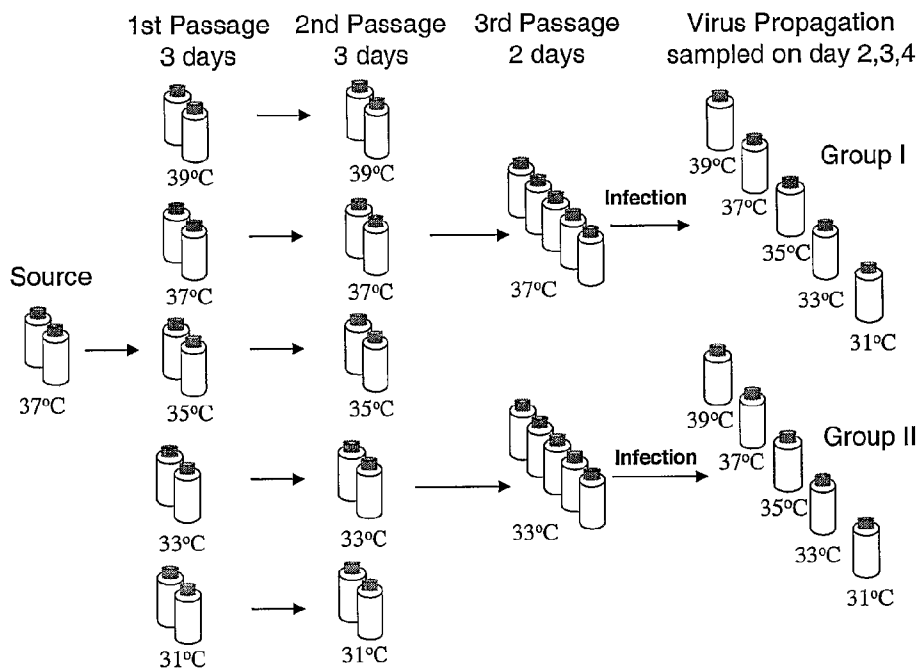 1st Passage
3 days
2nd Passage
3 days
3rd Passage
2 days
Virus Propagation
sampled on day 2,3,4
39°C
39°C
39°C
37°C
35°C
33°C
31°C
Group I
Infection
37°C
37°C
37°C
Source
37°C
35°C
35°C
39°C
37°C
35°C
33°C
31°C
Group II
Infection
33°C
33°C
33°C
31°C
31°C